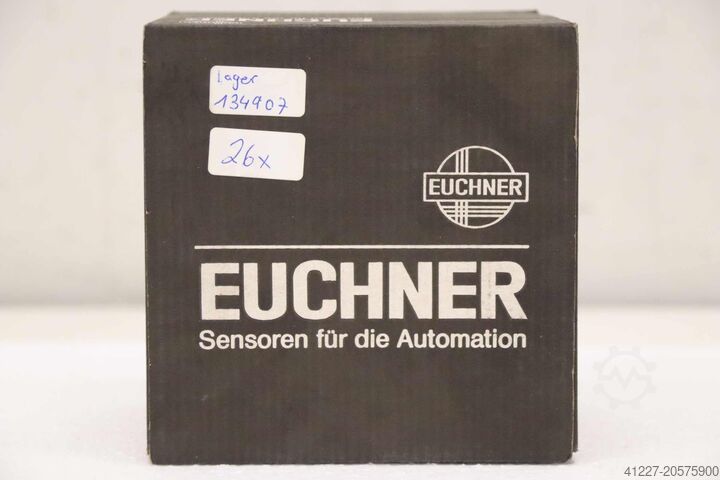 Lager
134907
26x
EUCHNER
EUCHNER
Sensoren für die Automation
41227-20575900